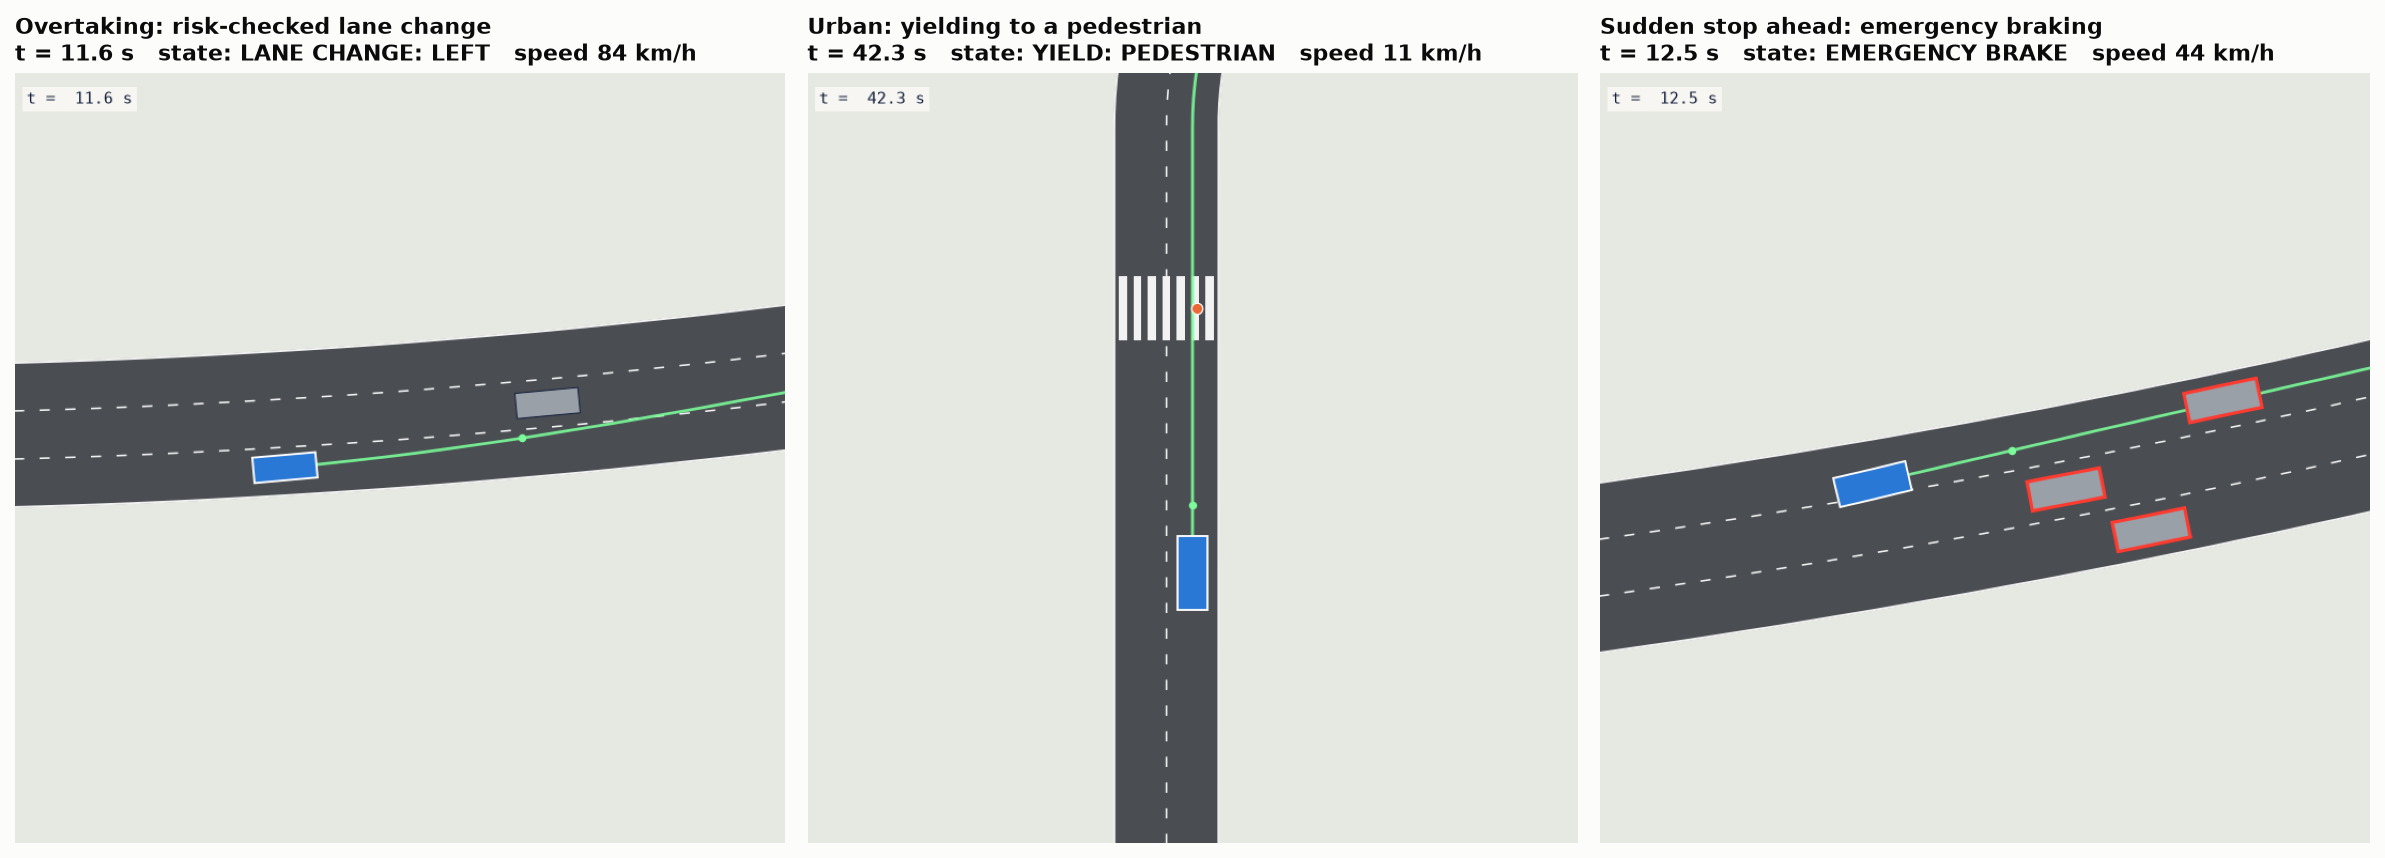 Overtaking: risk-checked lane change
t = 11.6 s   state: LANE CHANGE: LEFT   speed 84 km/h
t =  11.6 s
Urban: yielding to a pedestrian
t = 42.3 s   state: YIELD: PEDESTRIAN   speed 11 km/h
t =  42.3 s
Sudden stop ahead: emergency braking
t = 12.5 s   state: EMERGENCY BRAKE   speed 44 km/h
t =  12.5 s